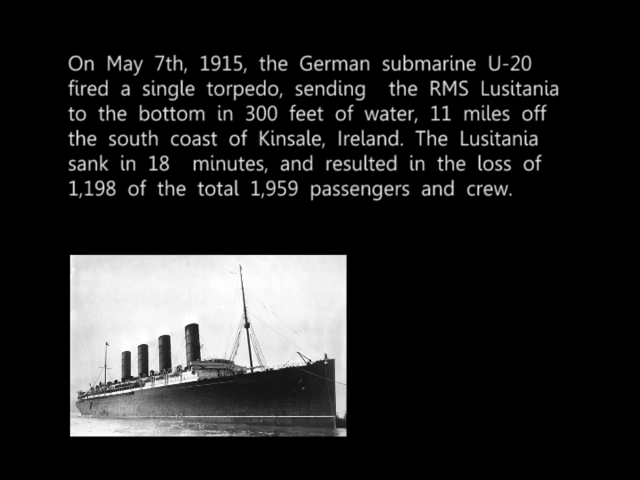 On May 7th, 1915, the German submarine U-20
fired a single torpedo, sending the RMS Lusitania
to the bottom in 300 feet of water, 11 miles off
the south coast of Kinsale, Ireland. The Lusitania
sank in 18 minutes, and resulted in the loss of
1,198 of the total 1,959 passengers and crew.